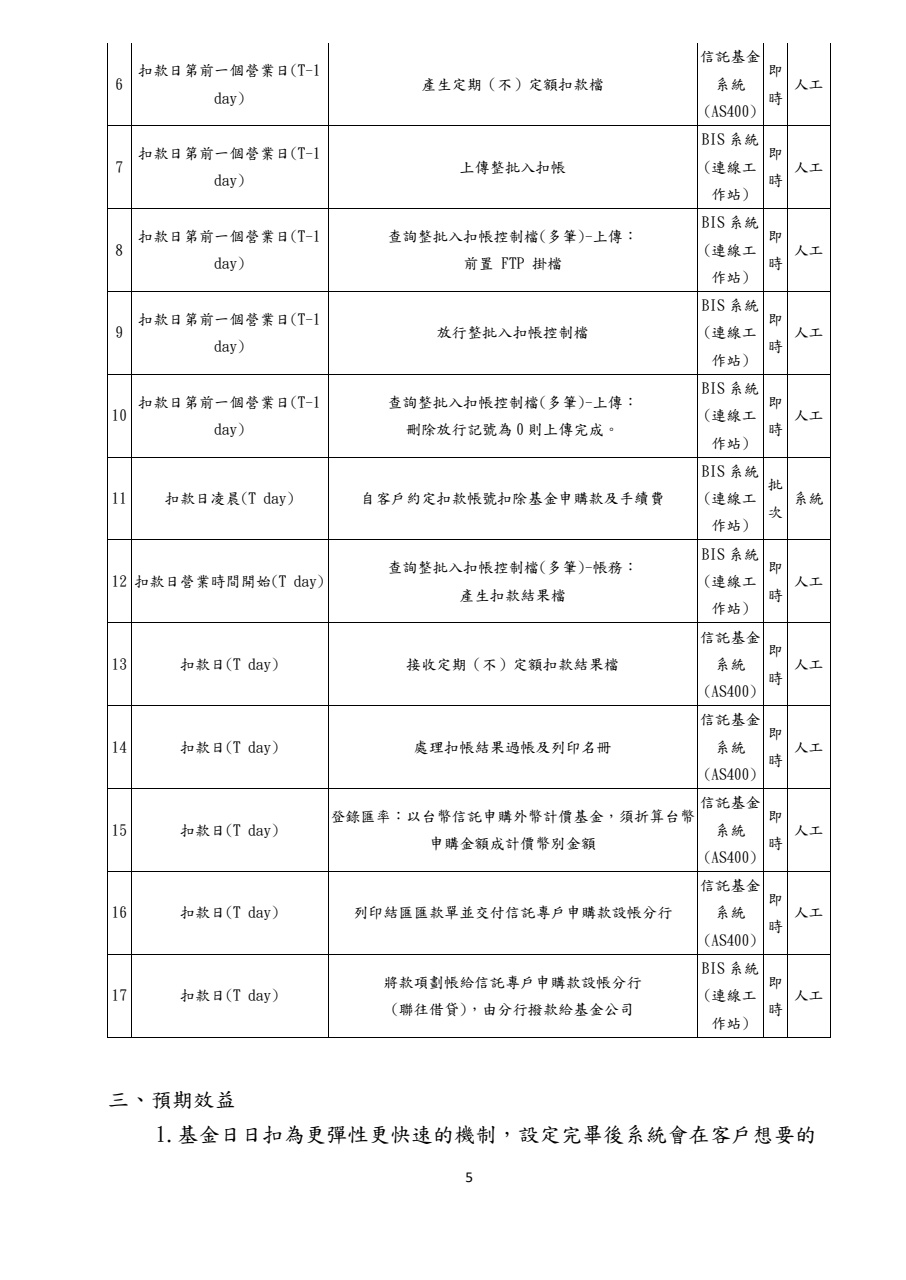 6
扣款日第前一個營業日(T-1
day)
產生定期（不）定額扣款檔
信託基金
系統
(AS400)
即
時
人工
7
扣款日第前一個營業日(T-1
day)
上傳整批入扣帳
BIS 系統
(連線工
作站)
即
時
人工
8
扣款日第前一個營業日(T-1
day)
查詢整批入扣帳控制檔(多筆)-上傳：
前置 FTP 掛檔
BIS 系統
(連線工
作站)
即
時
人工
9
扣款日第前一個營業日(T-1
day)
放行整批入扣帳控制檔
BIS 系統
(連線工
作站)
即
時
人工
10
扣款日第前一個營業日(T-1
day)
查詢整批入扣帳控制檔(多筆)-上傳：
刪除放行記號為 0 則上傳完成。
BIS 系統
(連線工
作站)
即
時
人工
11
扣款日凌晨(T day)
自客戶約定扣款帳號扣除基金申購款及手續費
BIS 系統
(連線工
作站)
批
次
系統
12
扣款日營業時間開始(T day)
查詢整批入扣帳控制檔(多筆)-帳務：
產生扣款結果檔
BIS 系統
(連線工
作站)
即
時
人工
13
扣款日(T day)
接收定期（不）定額扣款結果檔
信託基金
系統
(AS400)
即
時
人工
14
扣款日(T day)
處理扣帳結果過帳及列印名冊
信託基金
系統
(AS400)
即
時
人工
15
扣款日(T day)
登錄匯率：以台幣信託申購外幣計價基金，須折算台幣
申購金額成計價幣別金額
信託基金
系統
(AS400)
即
時
人工
16
扣款日(T day)
列印結匯匯款單並交付信託專戶申購款設帳分行
信託基金
系統
(AS400)
即
時
人工
17
扣款日(T day)
將款項劃帳給信託專戶申購款設帳分行
(聯往借貸)，由分行撥款給基金公司
BIS 系統
(連線工
作站)
即
時
人工
三、預期效益
1.基金日日扣為更彈性更快速的機制，設定完畢後系統會在客戶想要的
5